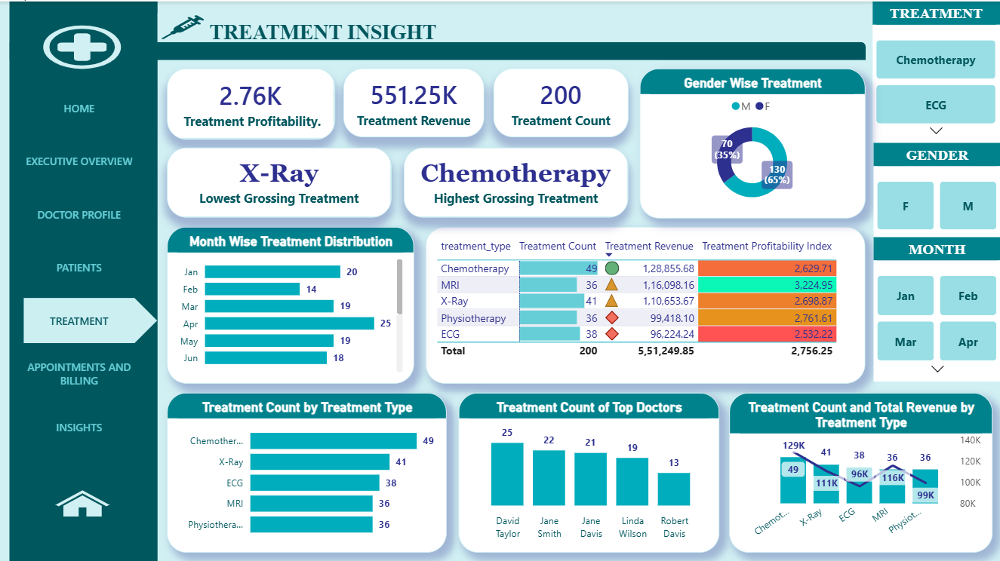 TREATMENT INSIGHT
HOME
EXECUTIVE OVERVIEW
DOCTOR PROFILE
PATIENTS
TREATMENT
APPOINTMENTS AND
BILLING
INSIGHTS
2.76K
Treatment Profitability.
551.25K
Treatment Revenue
200
Treatment Count
X-Ray
Lowest Grossing Treatment
Chemotherapy
Highest Grossing Treatment
Gender Wise Treatment
M F
70
(35%)
130
(65%)
TREATMENT
Chemotherapy
ECG
GENDER
F M
MONTH
Jan Feb
Mar Apr
Month Wise Treatment Distribution
Jan 20
Feb 14
Mar 19
Apr 25
May 19
Jun 18
treatment_type Treatment Count Treatment Revenue Treatment Profitability Index
Chemotherapy 49 1,28,855.68 2,629.71
MRI 36 1,16,098.16 3,224.95
X-Ray 41 1,10,653.67 2,698.87
Physiotherapy 36 99,418.10 2,761.61
ECG 38 96,224.24 2,532.22
Total 200 5,51,249.85 2,756.25
Treatment Count by Treatment Type
Chemother... 49
X-Ray 41
ECG 38
MRI 36
Physiothera... 36
Treatment Count of Top Doctors
25 22 21 19 13
David Jane Jane Linda Robert
Taylor Smith Davis Wilson Davis
Treatment Count and Total Revenue by
Treatment Type
140K
129K 41 38 36 36
120K
49 111K 96K 116K 99K
100K
80K
Chemot... X-Ray ECG MRI Physiot...